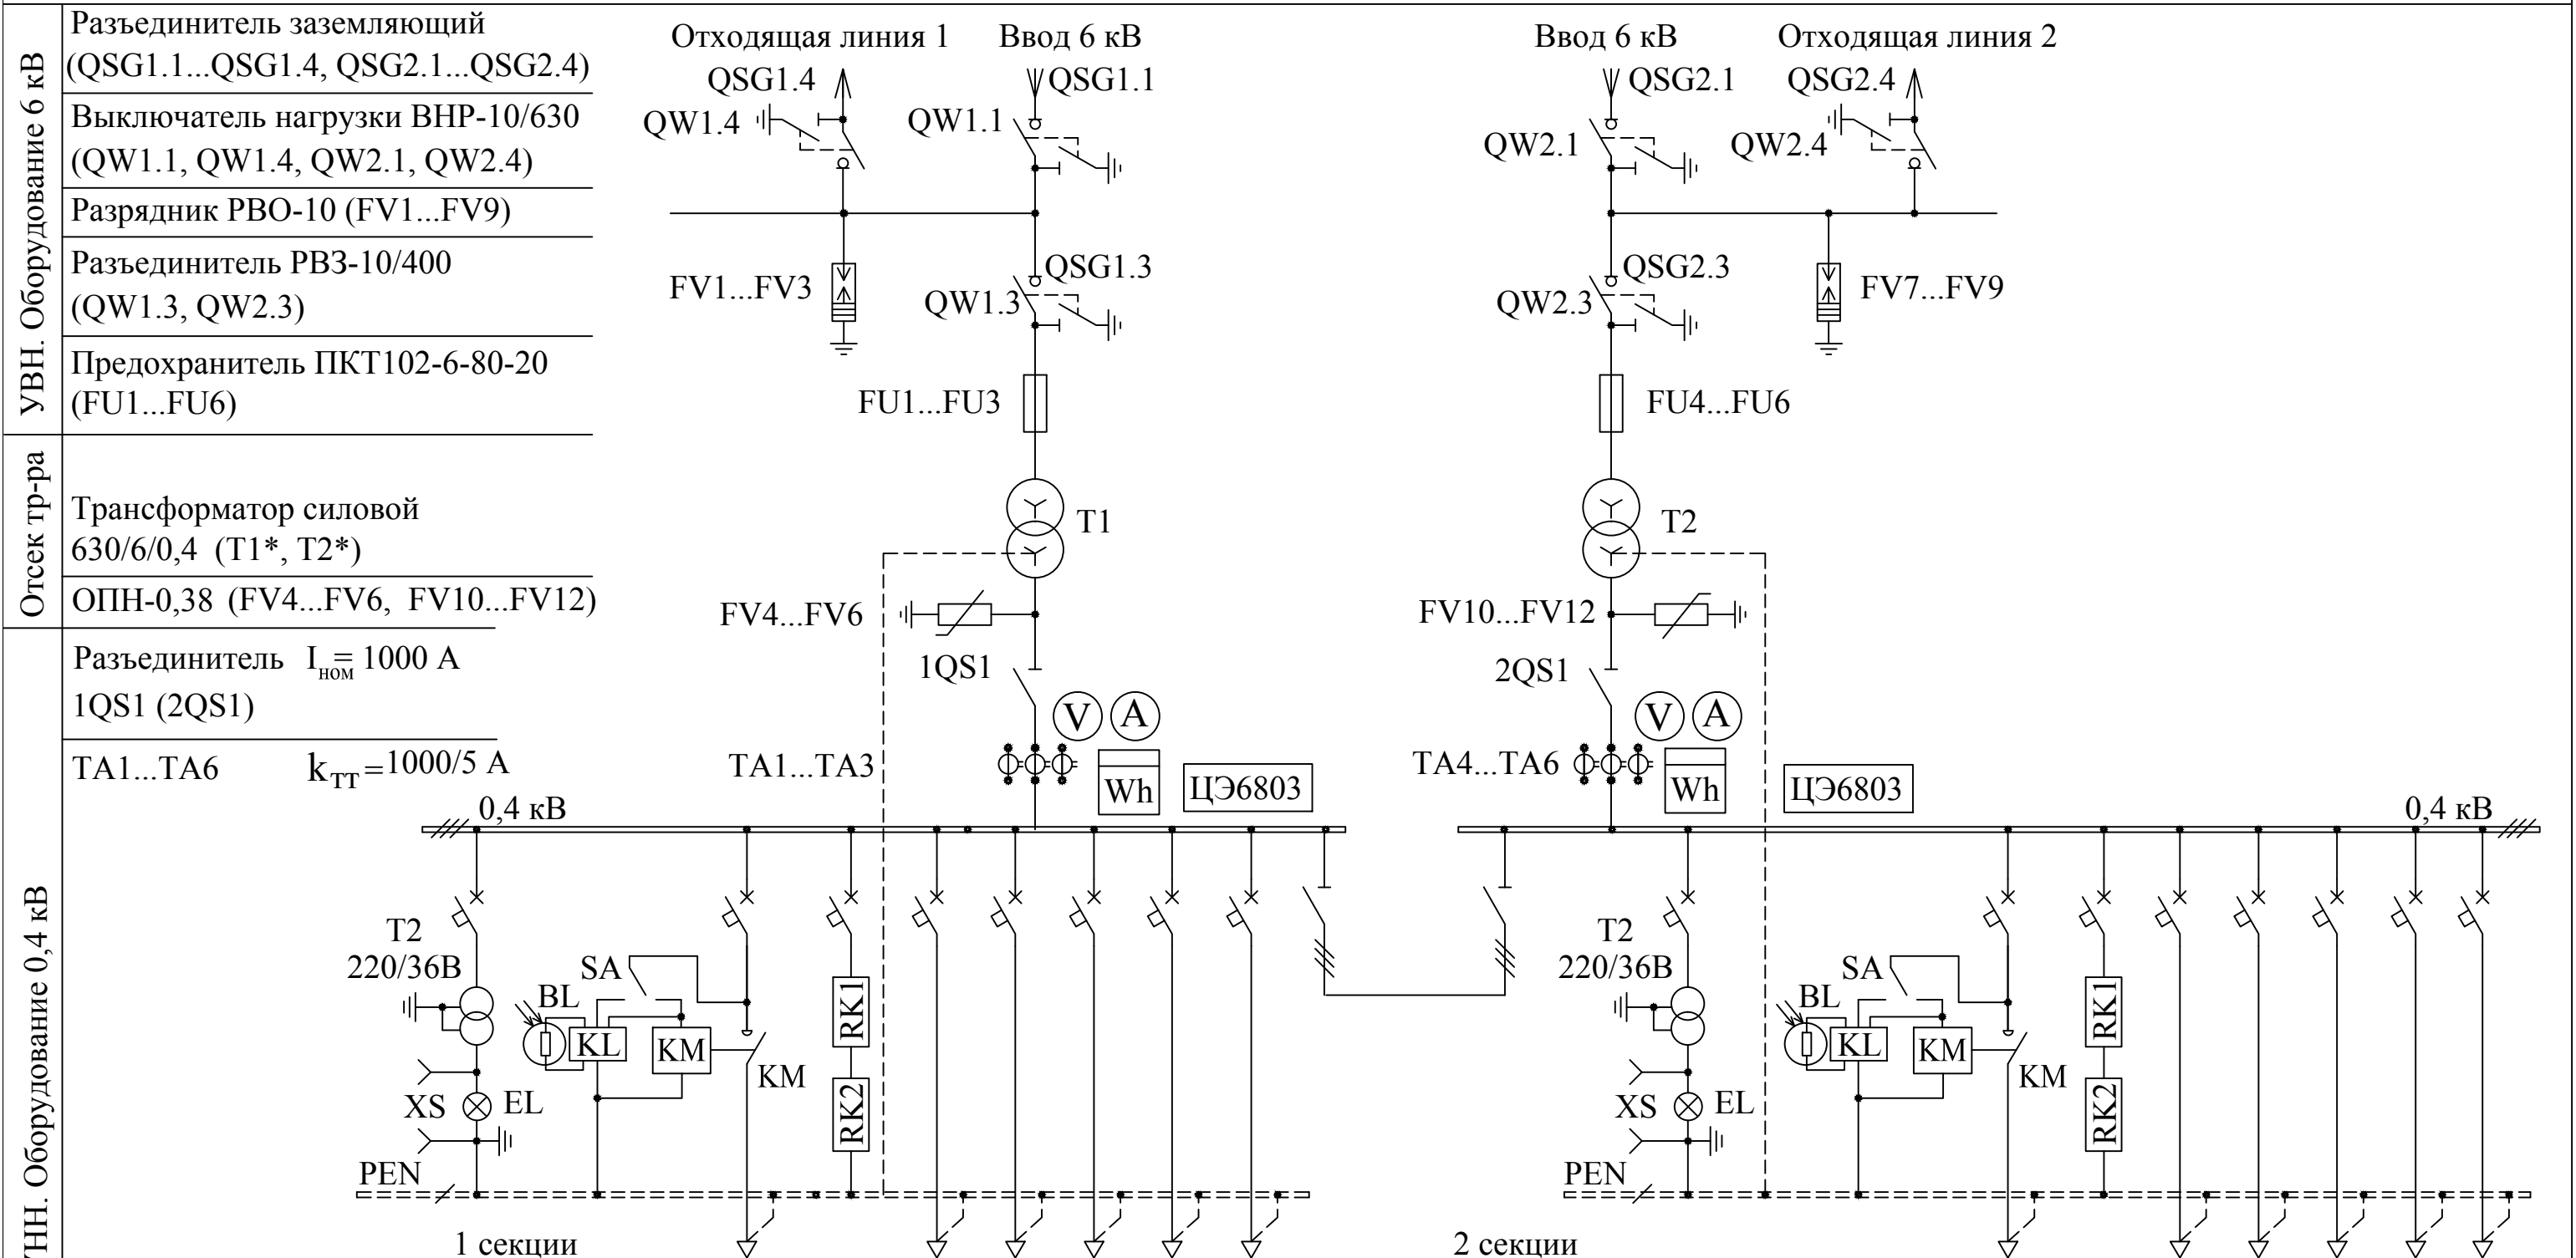 УВН. Оборудование 6 кВ
Разъединитель заземляющий
(QSG1.1...QSG1.4, QSG2.1...QSG2.4)
Выключатель нагрузки ВНР-10/630
(QW1.1, QW1.4, QW2.1, QW2.4)
Разрядник РВО-10 (FV1...FV9)
Разъединитель РВЗ-10/400
(QW1.3, QW2.3)
Предохранитель ПКТ102-6-80-20
(FU1...FU6)
Отсек тр-ра
Трансформатор силовой
630/6/0,4 (Т1*, Т2*)
ОПН-0,38 (FV4...FV6, FV10...FV12)
Разъединитель Iном = 1000 А
1QS1 (2QS1)
ТА1...ТА6 kТТ = 1000/5 А
НН. Оборудование 0,4 кВ
Отходящая линия 1
Ввод 6 кВ
QSG1.4
QSG1.1
QW1.4
QW1.1
FV1...FV3
QSG1.3
QW1.3
FU1...FU3
T1
FV4...FV6
1QS1
V
A
TA1...TA3
Wh
ЦЭ6803
0,4 кВ
T2
220/36В
SA
BL
KL
KM
KM
RK1
RK2
XS
EL
PEN
1 секции
Ввод 6 кВ
Отходящая линия 2
QSG2.1
QSG2.4
QW2.1
QW2.4
QSG2.3
QW2.3
FV7...FV9
FU4...FU6
T2
FV10...FV12
2QS1
V
A
TA4...TA6
Wh
ЦЭ6803
0,4 кВ
T2
220/36В
SA
BL
KL
KM
KM
RK1
RK2
XS
EL
PEN
2 секции